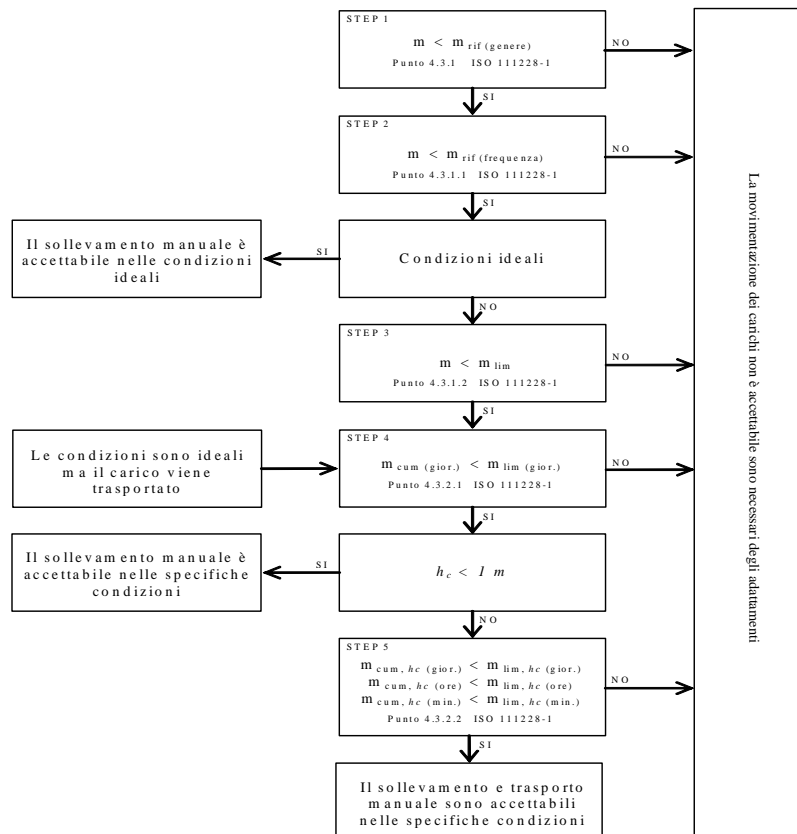 STEP 1
m < m rif (genere)
Punto 4.3.1 ISO 111228-1
NO
SI
STEP 2
m < m rif (frequenza)
Punto 4.3.1.1 ISO 111228-1
NO
SI
Il sollevamento manuale è
accettabile nelle condizioni
ideali
SI
Condizioni ideali
NO
STEP 3
m < m lim
Punto 4.3.1.2 ISO 111228-1
NO
SI
Le condizioni sono ideali
ma il carico viene
trasportato
STEP 4
m cum (gior.) < m lim (gior.)
Punto 4.3.2.1 ISO 111228-1
NO
SI
Il sollevamento manuale è
accettabile nelle specifiche
condizioni
SI
hc < 1 m
NO
STEP 5
m cum, hc (gior.) < m lim, hc (gior.)
m cum, hc (ore) < m lim, hc (ore)
m cum, hc (min.) < m lim, hc (min.)
Punto 4.3.2.2 ISO 111228-1
NO
SI
Il sollevamento e trasporto
manuale sono accettabili
nelle specifiche condizioni
La movimentazione dei carichi non è accettabile sono necessari degli adattamenti